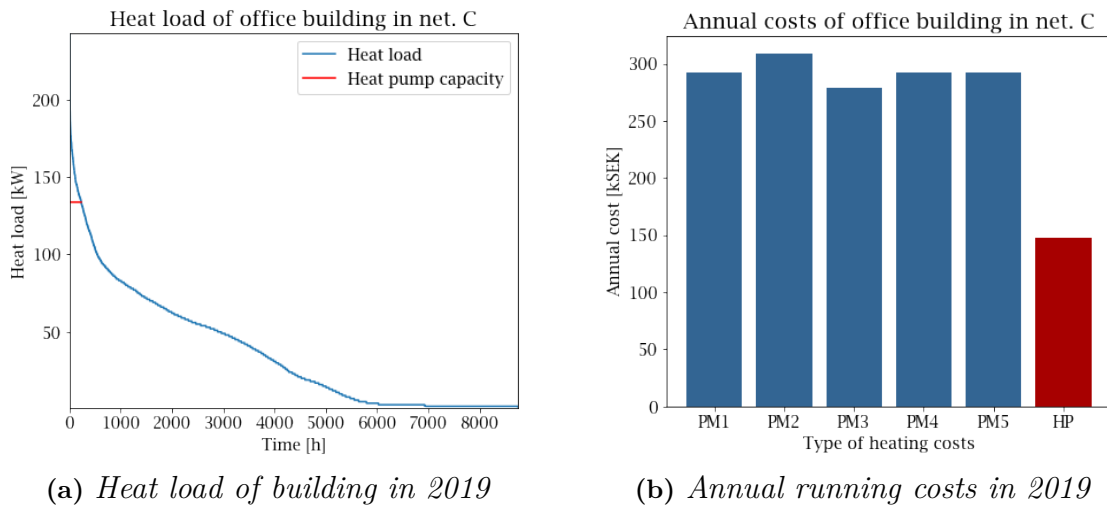 Heat load of office building in net. C
Heat load
Heat pump capacity
200
150
100
50
Heat load [kW]
0 1000 2000 3000 4000 5000 6000 7000 8000
Time [h]
(a) Heat load of building in 2019
Annual costs of office building in net. C
300
250
200
150
100
50
0
Annual cost [kSEK]
PM1 PM2 PM3 PM4 PM5 HP
Type of heating costs
(b) Annual running costs in 2019